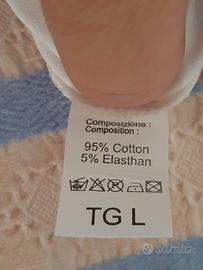 Composizione :
Composition :
95% Cotton
5% Elasthan
TG L
subito